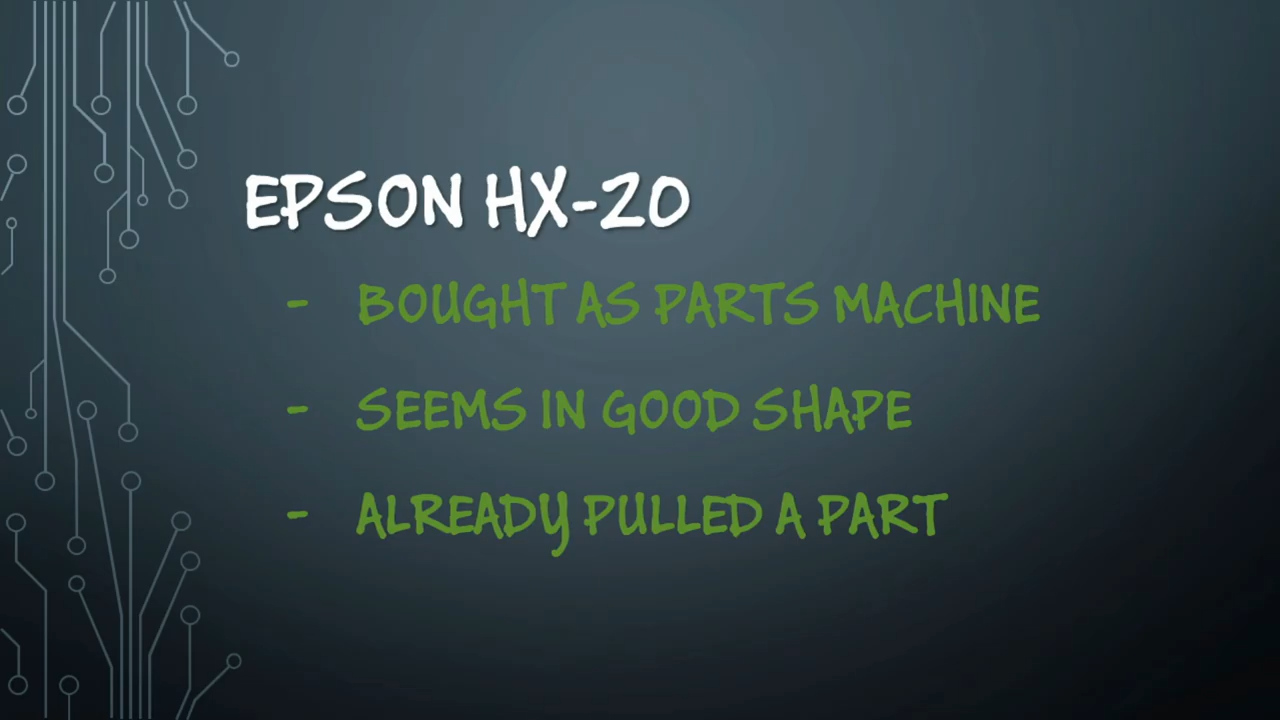 EPSON HX-20
- BOUGHT AS PARTS MACHINE
- SEEMS IN GOOD SHAPE
- ALREADY PULLED A PART